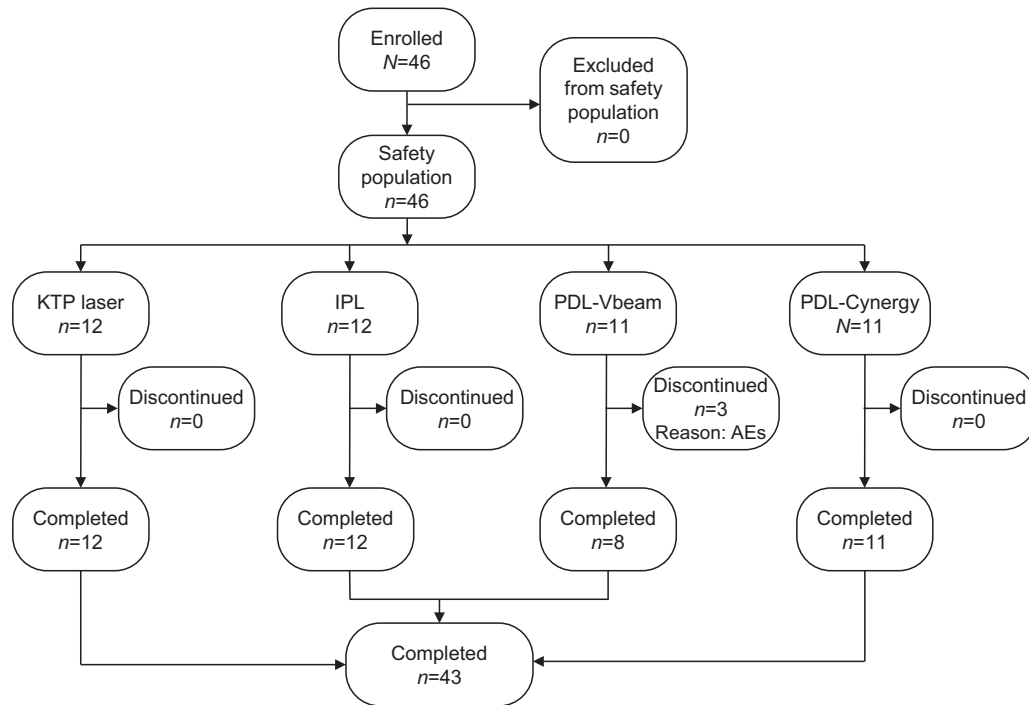 Enrolled
N=46
Excluded
from safety
population
n=0
Safety
population
n=46
KTP laser
n=12
IPL
n=12
PDL-Vbeam
n=11
PDL-Cynergy
N=11
Discontinued
n=0
Discontinued
n=0
Discontinued
n=3
Reason: AEs
Discontinued
n=0
Completed
n=12
Completed
n=12
Completed
n=8
Completed
n=11
Completed
n=43